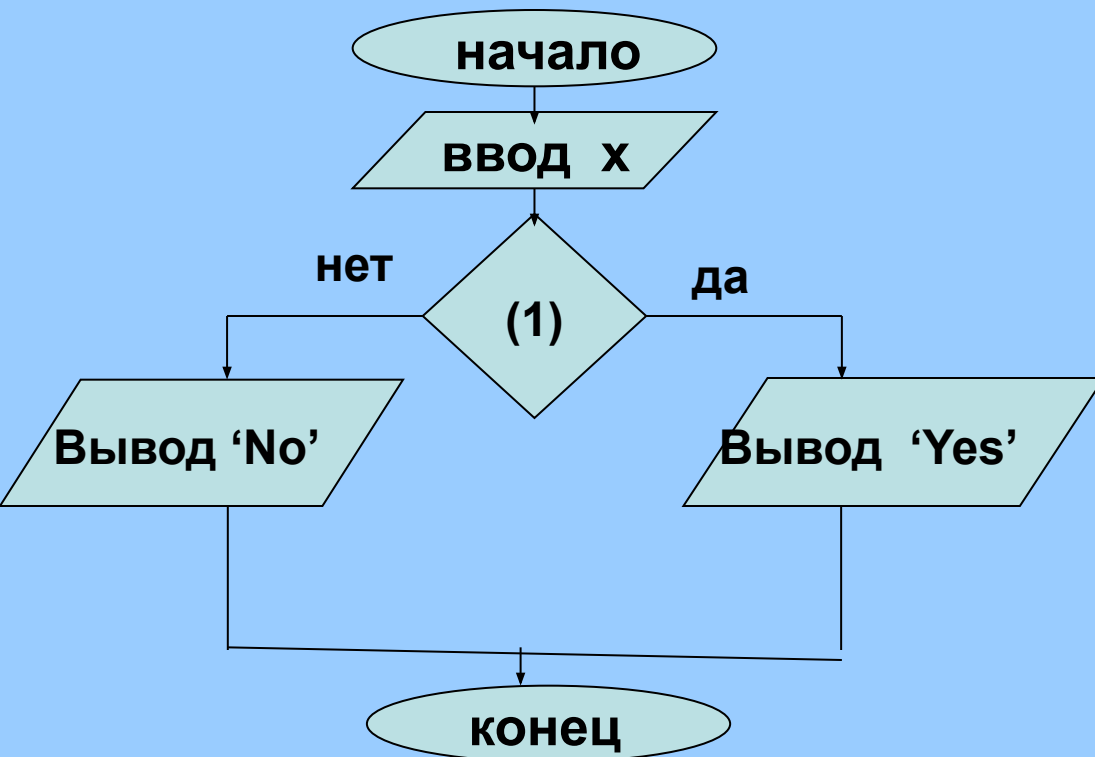 начало
ввод x
нет
да
(1)
Вывод ‘No’
Вывод ‘Yes’
конец